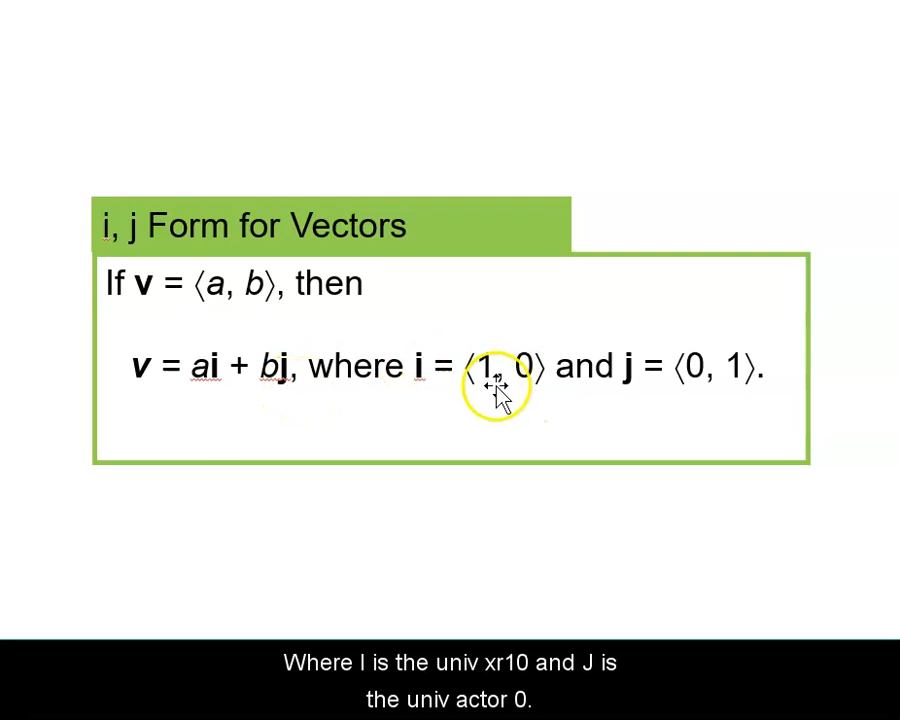 i, j Form for Vectors
If v = ⟨a, b⟩, then
v = ai + bj, where i = ⟨1, 0⟩ and j = ⟨0, 1⟩.
Where I is the univ xr10 and J is
the univ actor 0.